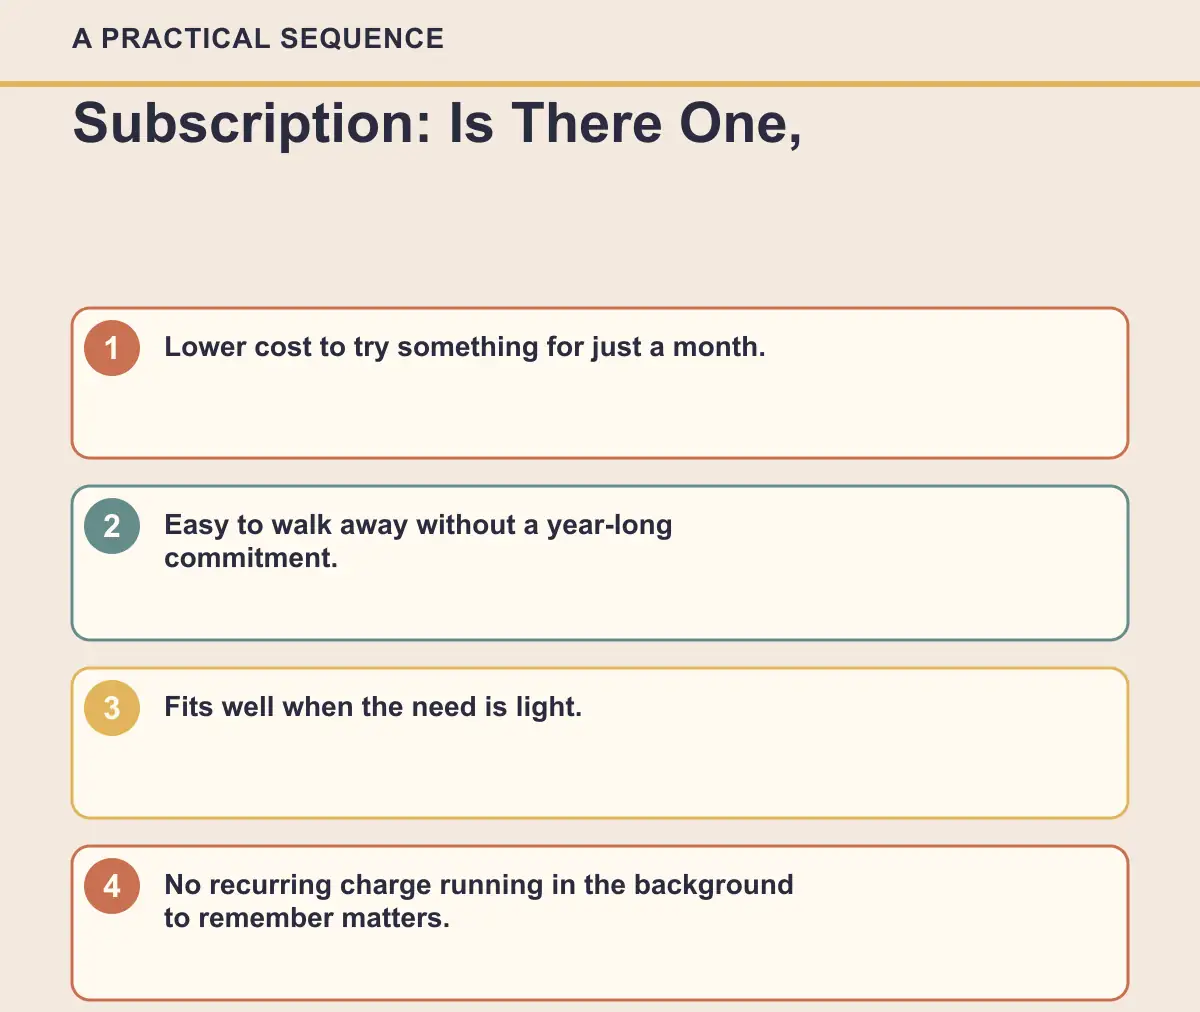 A PRACTICAL SEQUENCE
Subscription: Is There One,
1
Lower cost to try something for just a month.
2
Easy to walk away without a year-long
commitment.
3
Fits well when the need is light.
4
No recurring charge running in the background
to remember matters.